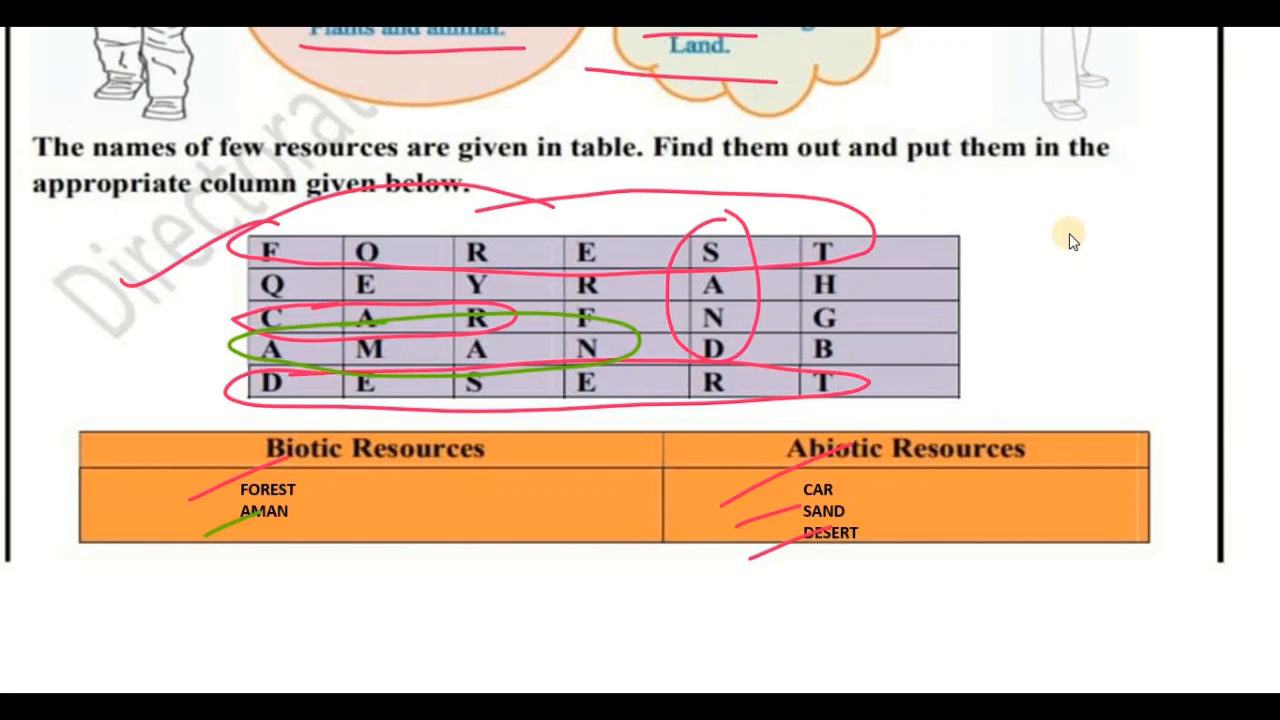 Plants and animal.
Land.
The names of few resources are given in table. Find them out and put them in the
appropriate column given below.
F O R E S T
Q E Y R A H
C A R F N G
A M A N D B
D E S E R T
Biotic Resources Abiotic Resources
FOREST CAR
AMAN SAND
DESERT